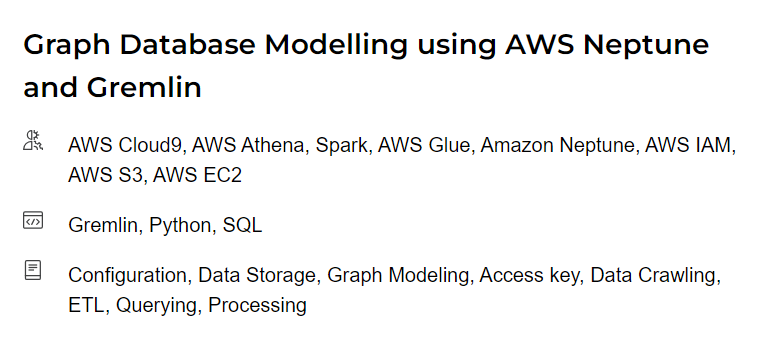 Graph Database Modelling using AWS Neptune
and Gremlin
AWS Cloud9, AWS Athena, Spark, AWS Glue, Amazon Neptune, AWS IAM,
AWS S3, AWS EC2
Gremlin, Python, SQL
Configuration, Data Storage, Graph Modeling, Access key, Data Crawling,
ETL, Querying, Processing